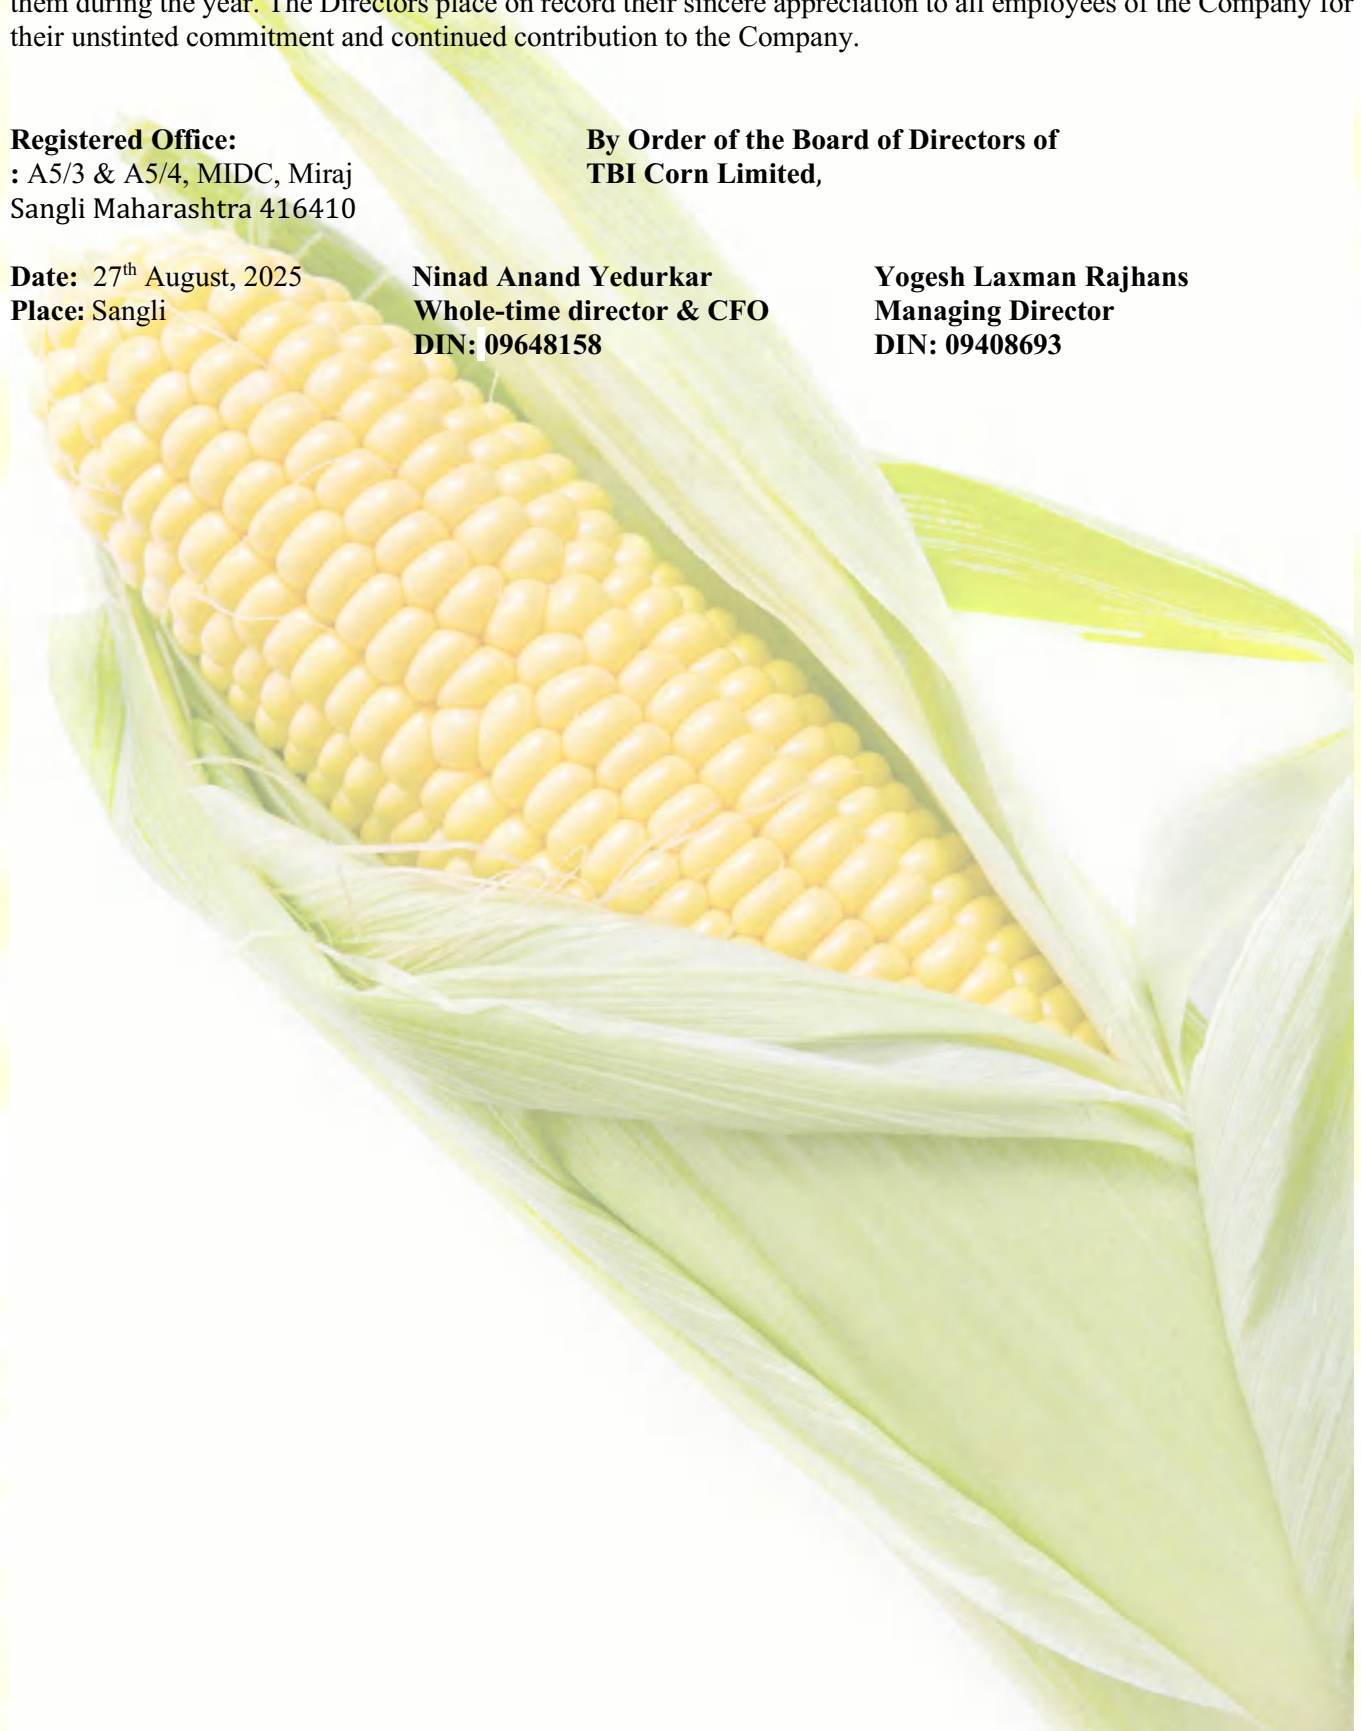 them during the year. The Directors place on record their sincere appreciation to all employees of the Company for
their unstinted commitment and continued contribution to the Company.
Registered Office: By Order of the Board of Directors of
: A5/3 & A5/4, MIDC, Miraj TBI Corn Limited,
Sangli Maharashtra 416410
Date: 27th August, 2025 Ninad Anand Yedurkar Yogesh Laxman Rajhans
Place: Sangli Whole-time director & CFO Managing Director
DIN: 09648158 DIN: 09408693